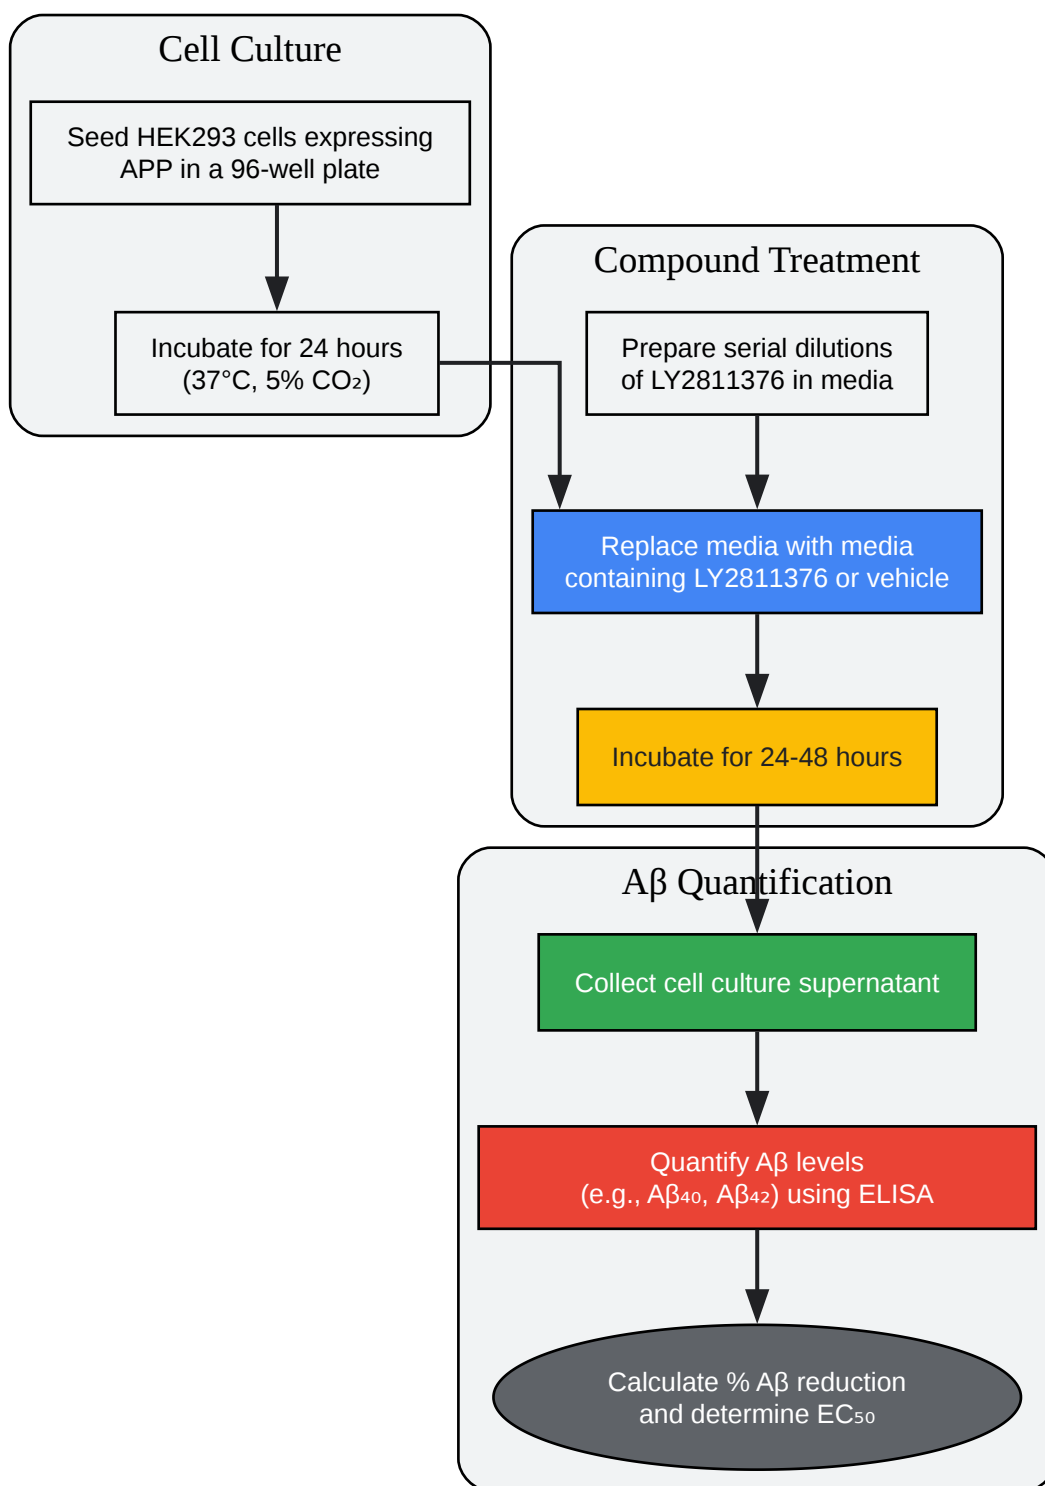 Cell Culture
Seed HEK293 cells expressing
APP in a 96-well plate
Incubate for 24 hours
(37°C, 5% CO₂)
Compound Treatment
Prepare serial dilutions
of LY2811376 in media
Replace media with media
containing LY2811376 or vehicle
Incubate for 24-48 hours
Aβ Quantification
Collect cell culture supernatant
Quantify Aβ levels
(e.g., Aβ₄₀, Aβ₄₂) using ELISA
Calculate % Aβ reduction
and determine EC₅₀